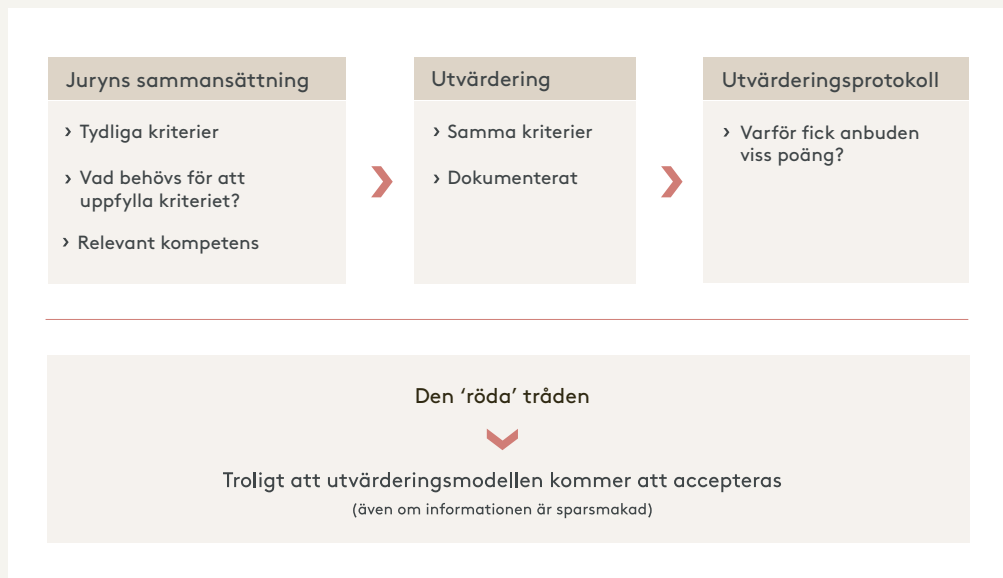 Juryns sammansättning
› Tydliga kriterier
› Vad behövs för att
uppfylla kriteriet?
› Relevant kompetens
Utvärdering
› Samma kriterier
› Dokumenterat
Utvärderingsprotokoll
› Varför fick anbuden
viss poäng?
Den ‘röda’ tråden
Troligt att utvärderingsmodellen kommer att accepteras
(även om informationen är sparsmakad)